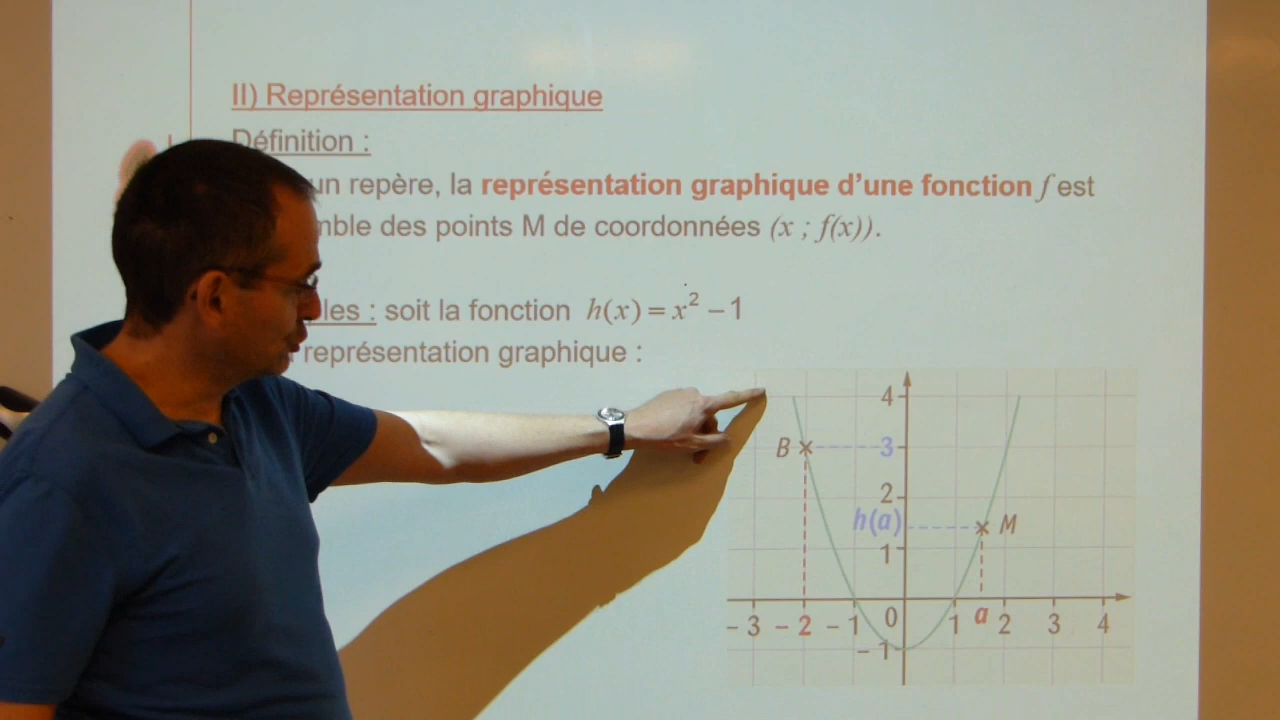 II) Représentation graphique
Définition :
un repère, la représentation graphique d'une fonction f est
mble des points M de coordonnées (x ; f(x)).
les : soit la fonction h(x) = x² – 1
représentation graphique :
4
B 3
2
h(a) M
1
– 3 – 2 – 1 0 1 a 2 3 4
– 1